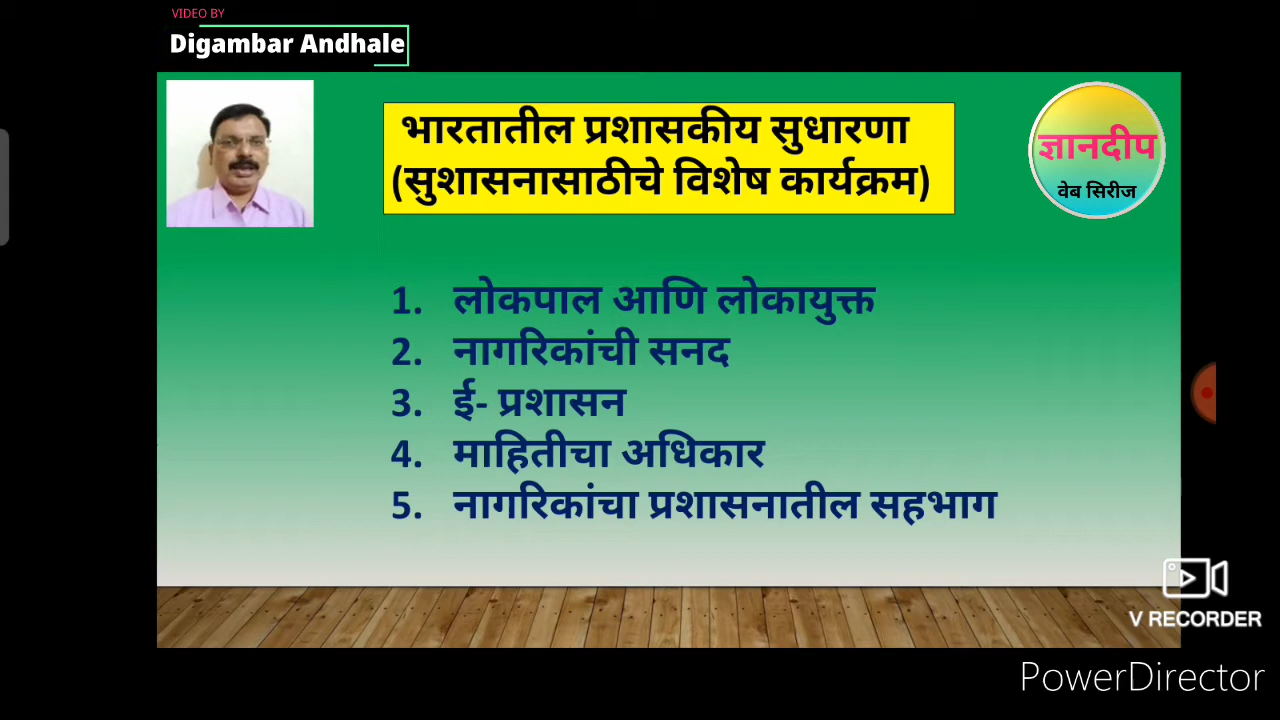 VIDEO BY
Digambar Andhale
भारतातील प्रशासकीय सुधारणा
(सुशासनासाठीचे विशेष कार्यक्रम)
ज्ञानदीप
वेब सिरीज
1. लोकपाल आणि लोकायुक्त
2. नागरिकांची सनद
3. ई- प्रशासन
4. माहितीचा अधिकार
5. नागरिकांचा प्रशासनातील सहभाग
V RECORDER
PowerDirector